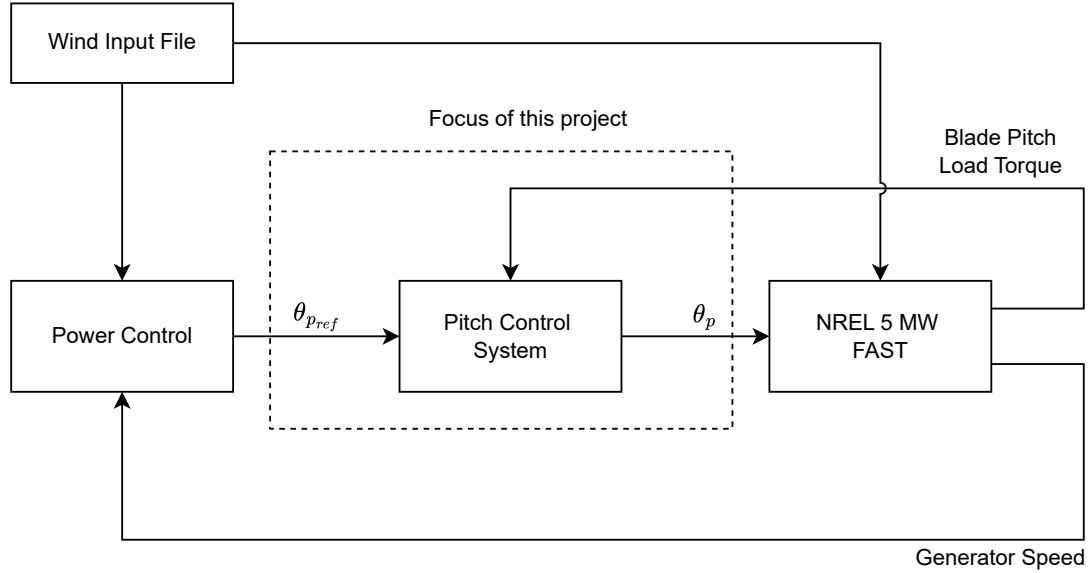 Wind Input File
Focus of this project
Blade Pitch
Load Torque
Power Control
θ_{p_{ref}}
Pitch Control
System
θ_p
NREL 5 MW
FAST
Generator Speed